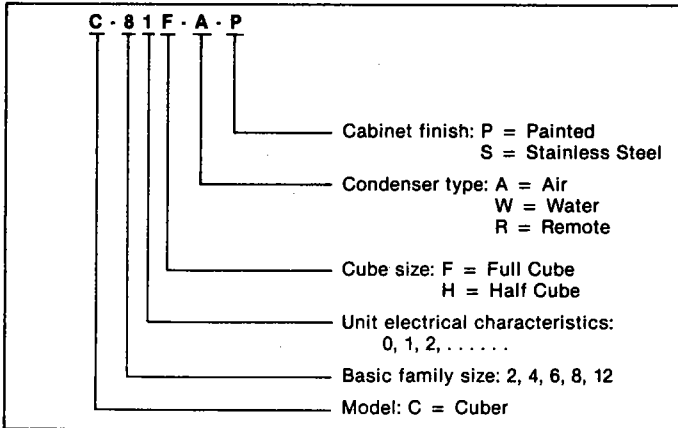 C - 8 1 F - A - P
Cabinet finish: P = Painted
S = Stainless Steel
Condenser type: A = Air
W = Water
R = Remote
Cube size: F = Full Cube
H = Half Cube
Unit electrical characteristics:
0, 1, 2, . . . . . .
Basic family size: 2, 4, 6, 8, 12
Model: C = Cuber